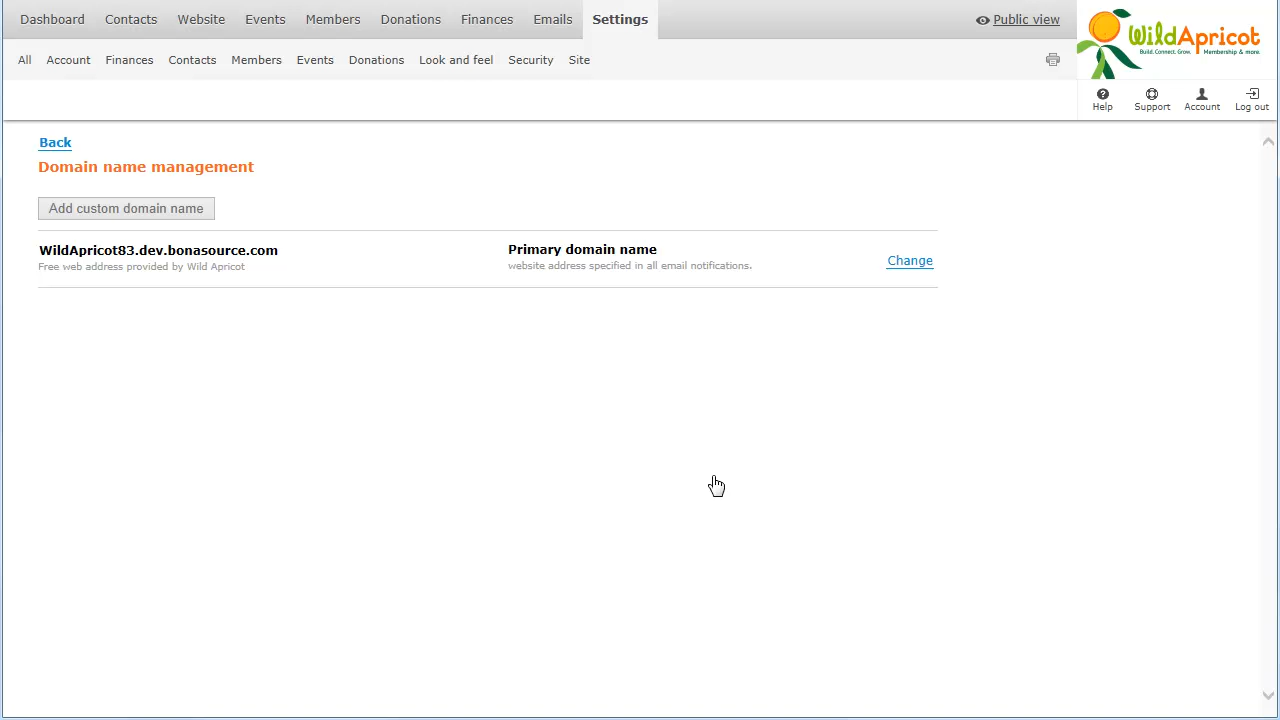 Dashboard Contacts Website Events Members Donations Finances Emails Settings Public view
WildApricot
Build. Connect. Grow. Membership & more.
All Account Finances Contacts Members Events Donations Look and feel Security Site
Help Support Account Log out
Back
Domain name management
Add custom domain name
WildApricot83.dev.bonasource.com Primary domain name
Free web address provided by Wild Apricot website address specified in all email notifications.
Change